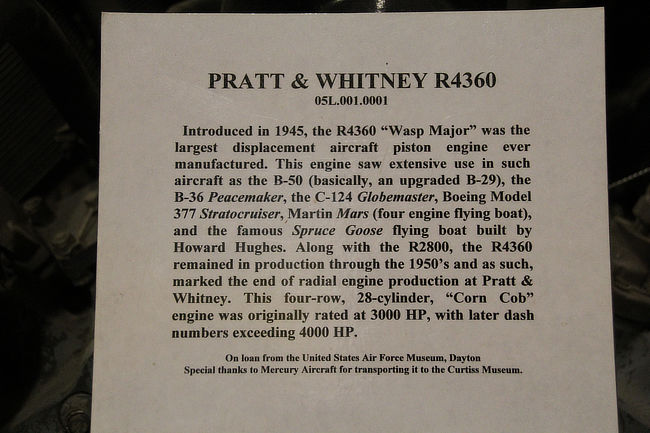 PRATT & WHITNEY R4360
05L.001.0001
Introduced in 1945, the R4360 “Wasp Major” was the
largest displacement aircraft piston engine ever
manufactured. This engine saw extensive use in such
aircraft as the B-50 (basically, an upgraded B-29), the
B-36 Peacemaker, the C-124 Globemaster, Boeing Model
377 Stratocruiser, Martin Mars (four engine flying boat),
and the famous Spruce Goose flying boat built by
Howard Hughes. Along with the R2800, the R4360
remained in production through the 1950’s and as such,
marked the end of radial engine production at Pratt &
Whitney. This four-row, 28-cylinder, “Corn Cob”
engine was originally rated at 3000 HP, with later dash
numbers exceeding 4000 HP.
On loan from the United States Air Force Museum, Dayton
Special thanks to Mercury Aircraft for transporting it to the Curtiss Museum.